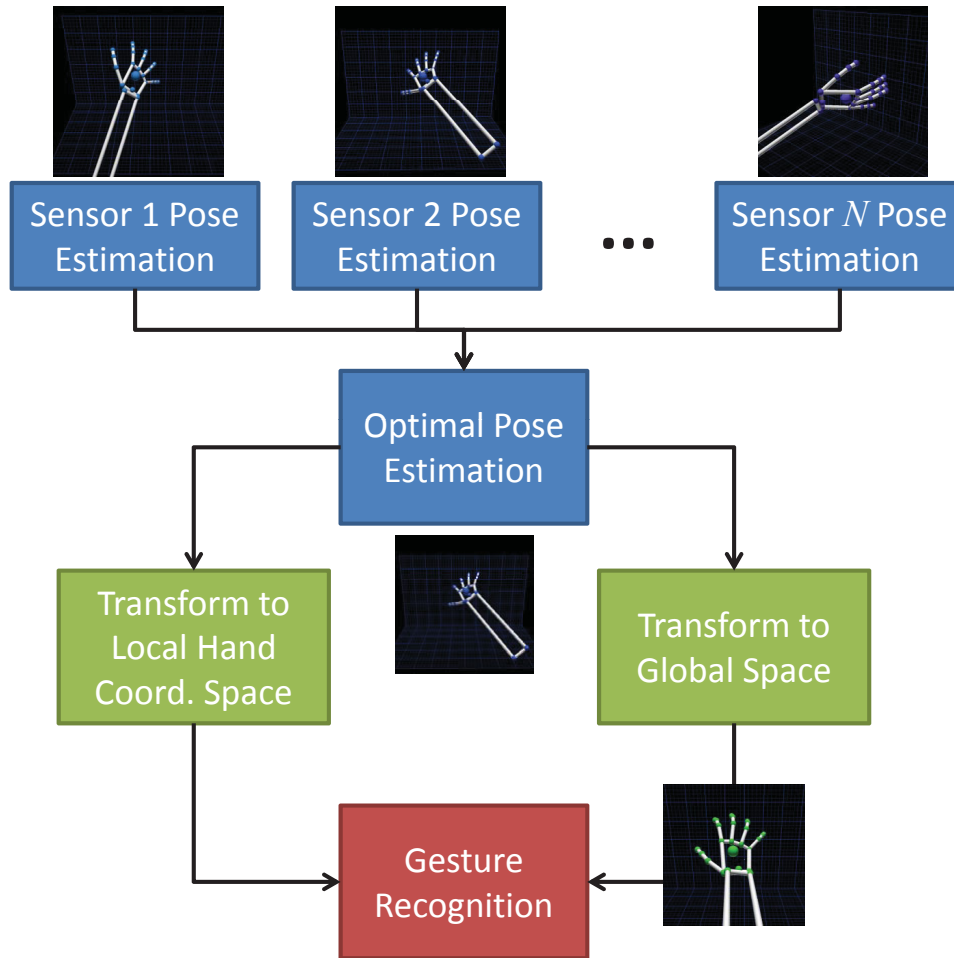 Sensor 1 Pose
Estimation
Sensor 2 Pose
Estimation
...
Sensor N Pose
Estimation
Optimal Pose
Estimation
Transform to
Local Hand
Coord. Space
Transform to
Global Space
Gesture
Recognition